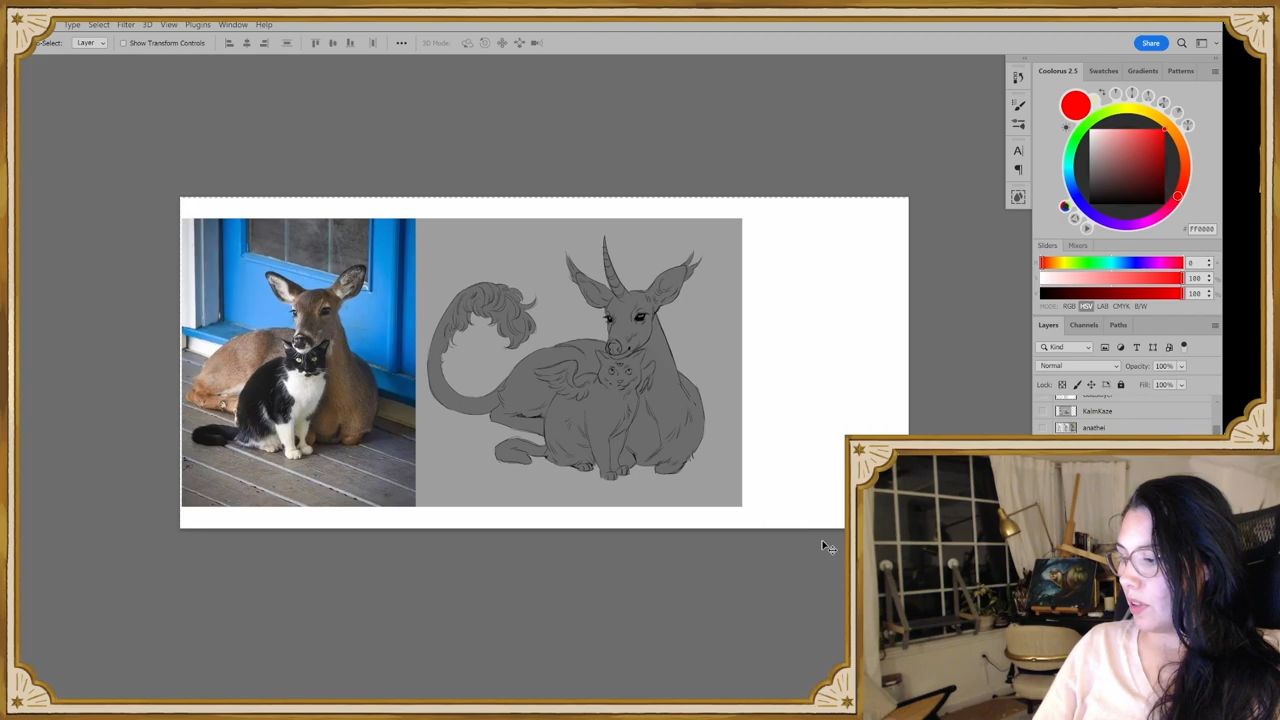 Type Select Filter 3D View Plugins Window Help
Layer Show Transform Controls 3D Mode: Share
Coolorus 2.5 Swatches Gradients Patterns
# FF0000
Sliders Mixers
0
100
100
MODE: RGB HSV LAB CMYK B/W
Layers Channels Paths
Kind
Normal Opacity: 100%
Lock: Fill: 100%
KalmKaze
anathei